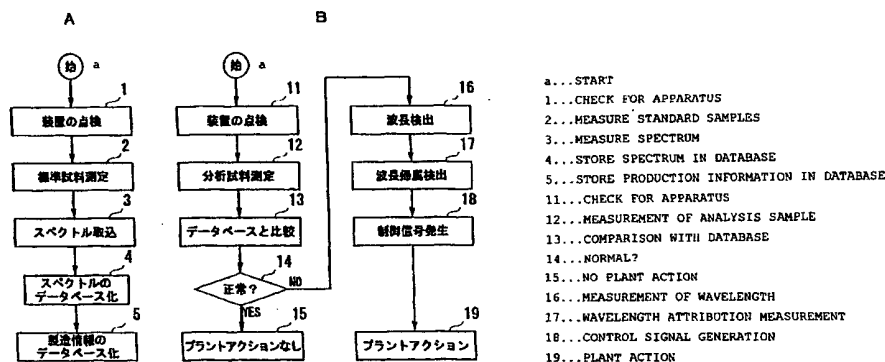 A
B
始 a
1
装置の点検
2
標準試料測定
3
スペクトル取込
4
スペクトルの
データベース化
5
製造情報の
データベース化
始 a
11
装置の点検
12
分析試料測定
13
データベースと比較
14
正常?
NO
YES
15
プラントアクションなし
16
波長検出
17
波長帰属検出
18
制御信号発生
19
プラントアクション
a...START
1...CHECK FOR APPARATUS
2...MEASURE STANDARD SAMPLES
3...MEASURE SPECTRUM
4...STORE SPECTRUM IN DATABASE
5...STORE PRODUCTION INFORMATION IN DATABASE
11...CHECK FOR APPARATUS
12...MEASUREMENT OF ANALYSIS SAMPLE
13...COMPARISON WITH DATABASE
14...NORMAL?
15...NO PLANT ACTION
16...MEASUREMENT OF WAVELENGTH
17...WAVELENGTH ATTRIBUTION MEASUREMENT
18...CONTROL SIGNAL GENERATION
19...PLANT ACTION